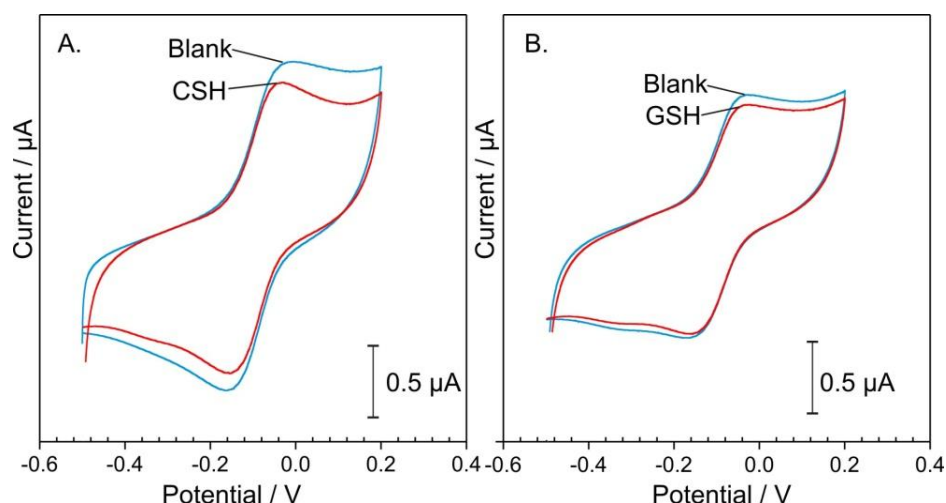 A.
Blank
CSH
Current / µA
0.5 µA
-0.6 -0.4 -0.2 0.0 0.2 0.4
Potential / V
B.
Blank
GSH
Current / µA
0.5 µA
-0.6 -0.4 -0.2 0.0 0.2 0.4
Potential / V